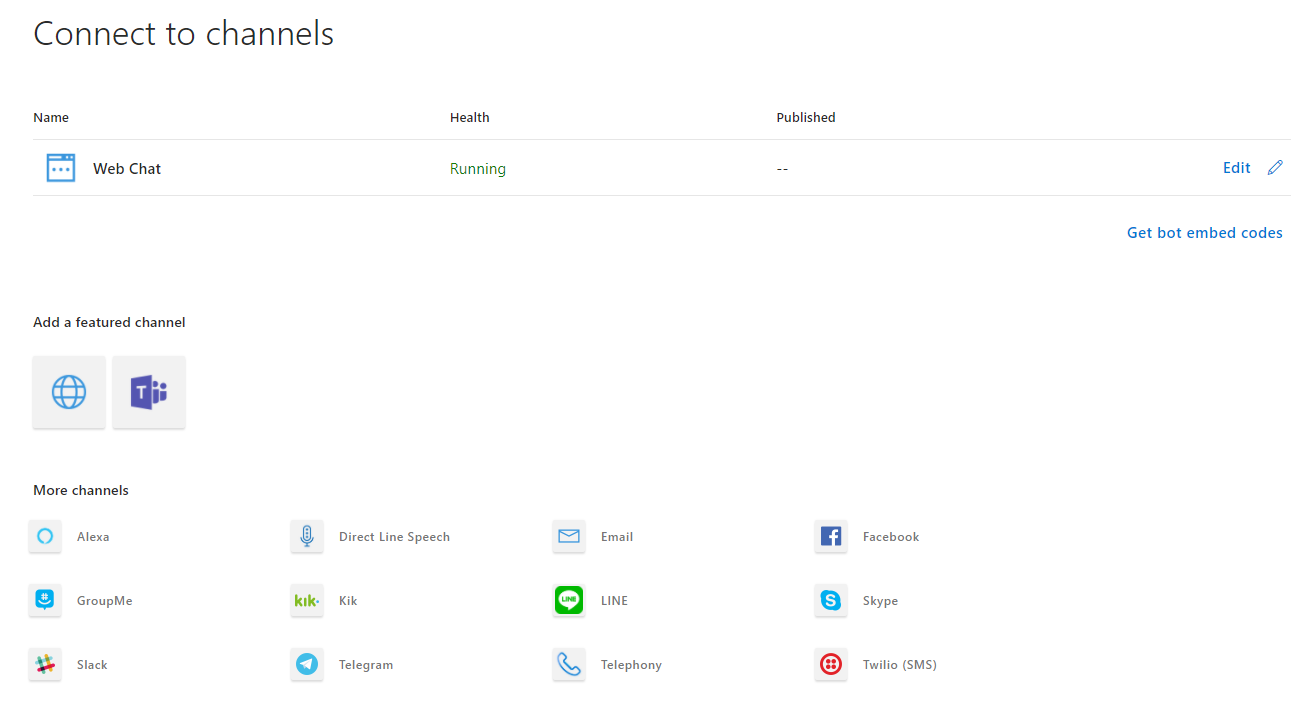 Connect to channels
Name Health Published
Web Chat Running -- Edit
Get bot embed codes
Add a featured channel
T
More channels
Alexa Direct Line Speech Email Facebook
GroupMe kik. Kik LINE LINE S Skype
Slack Telegram Telephony Twilio (SMS)